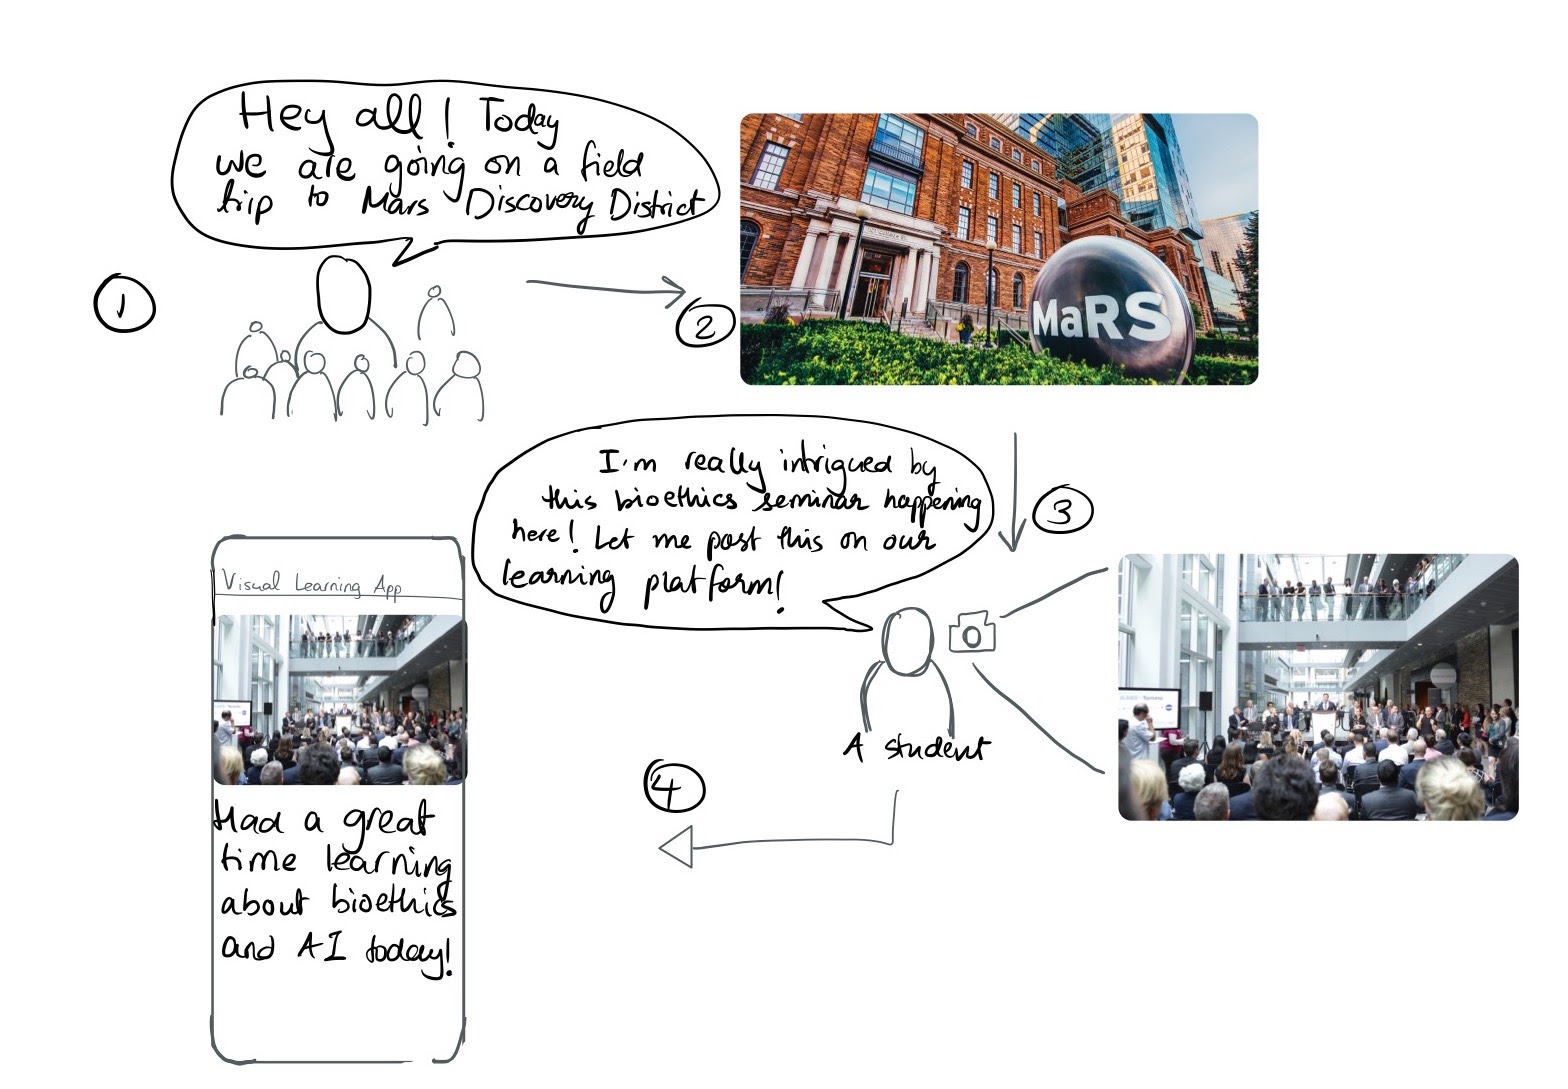 Hey all! Today
we are going on a field
trip to Mars Discovery District
1
2
MaRS
I'm really intrigued by
this bioethics seminar happening
here! Let me post this on our
learning platform!
3
A student
4
Visual Learning App
Had a great
time learning
about bioethics
and AI today!